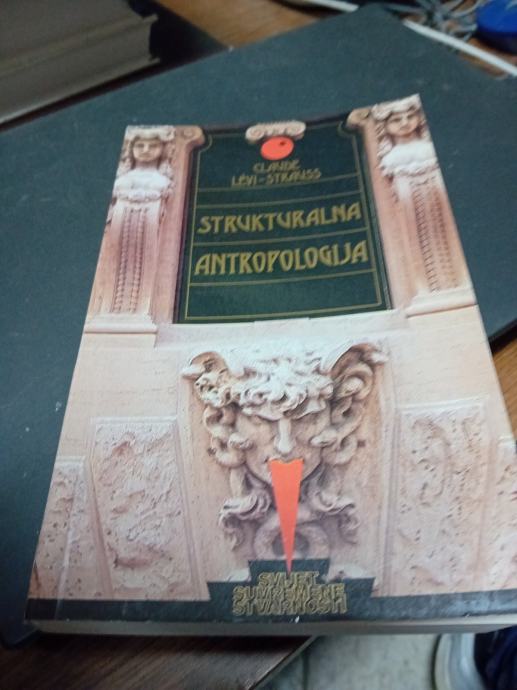 CLAUDE
LÉVI-STRAUSS
STRUKTURALNA
ANTROPOLOGIJA
SVIJET
SUVREMENE
STVARNOSTI